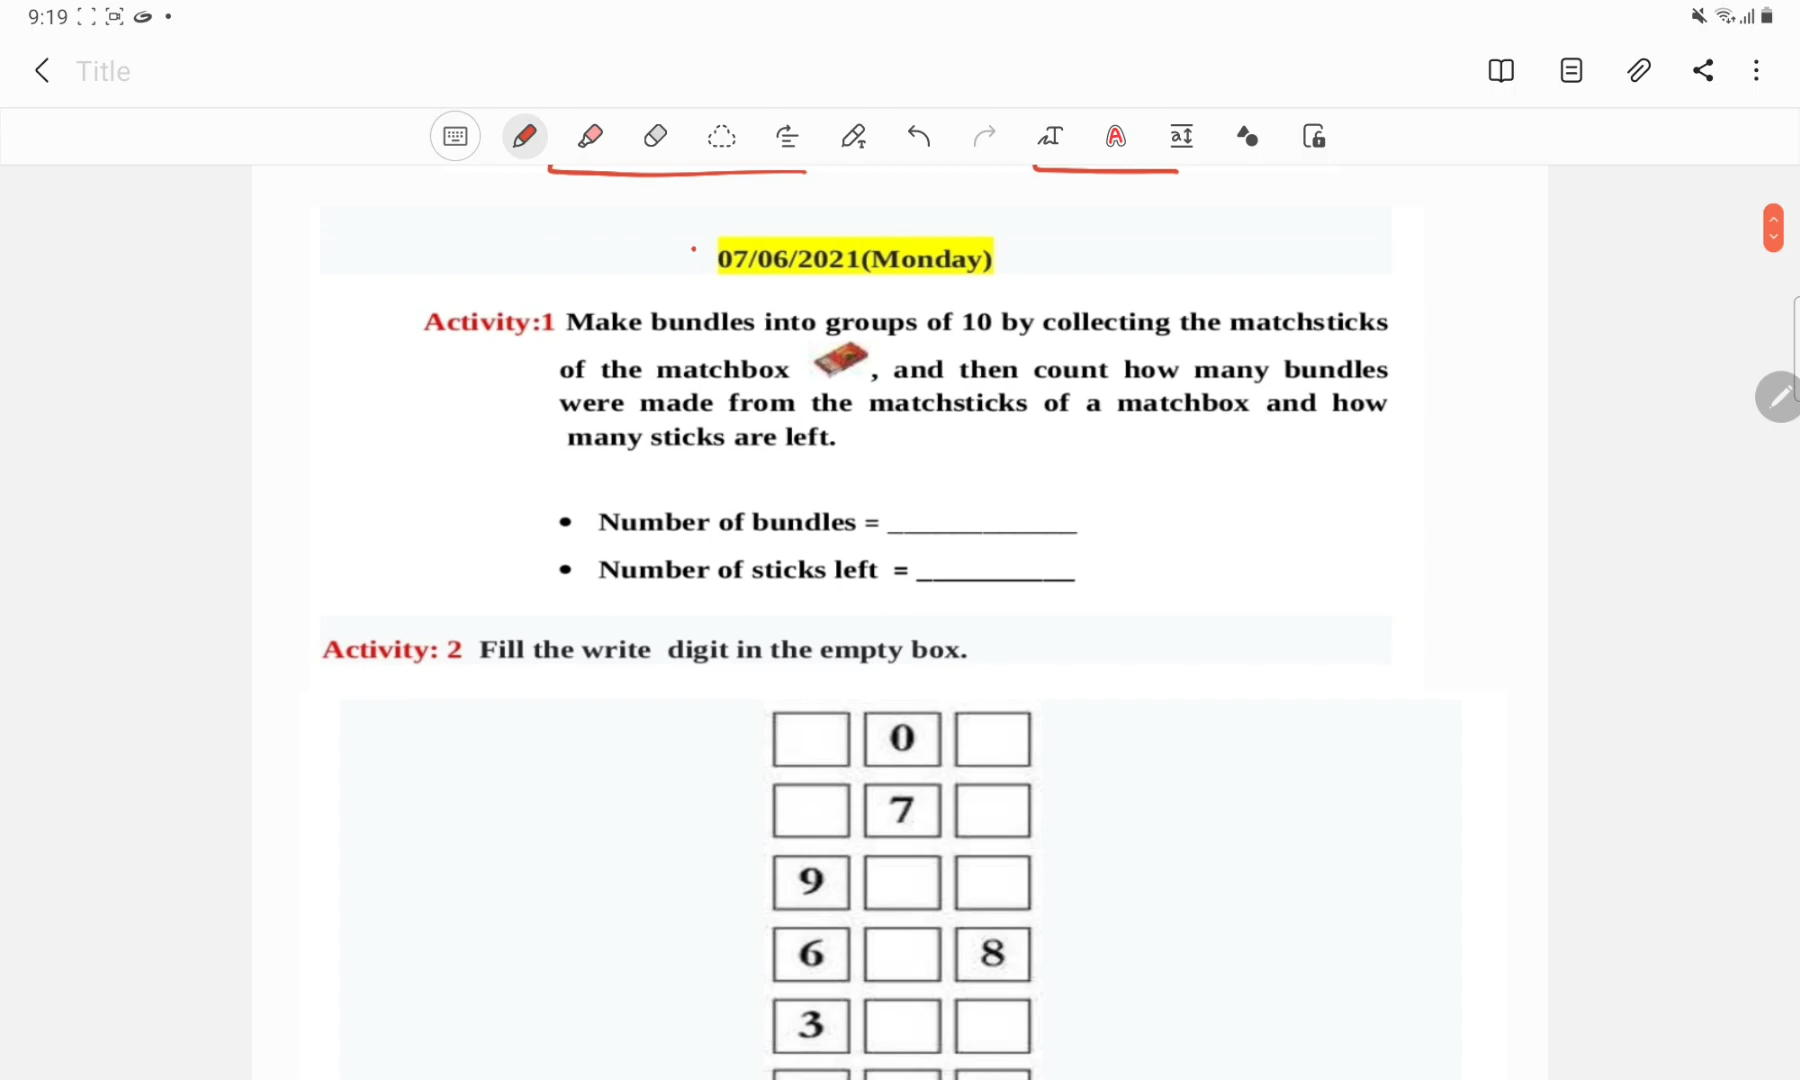 9:19
Title
07/06/2021(Monday)
Activity:1 Make bundles into groups of 10 by collecting the matchsticks
of the matchbox , and then count how many bundles
were made from the matchsticks of a matchbox and how
many sticks are left.
• Number of bundles = ____________
• Number of sticks left = __________
Activity: 2 Fill the write digit in the empty box.
0
7
9
6 8
3